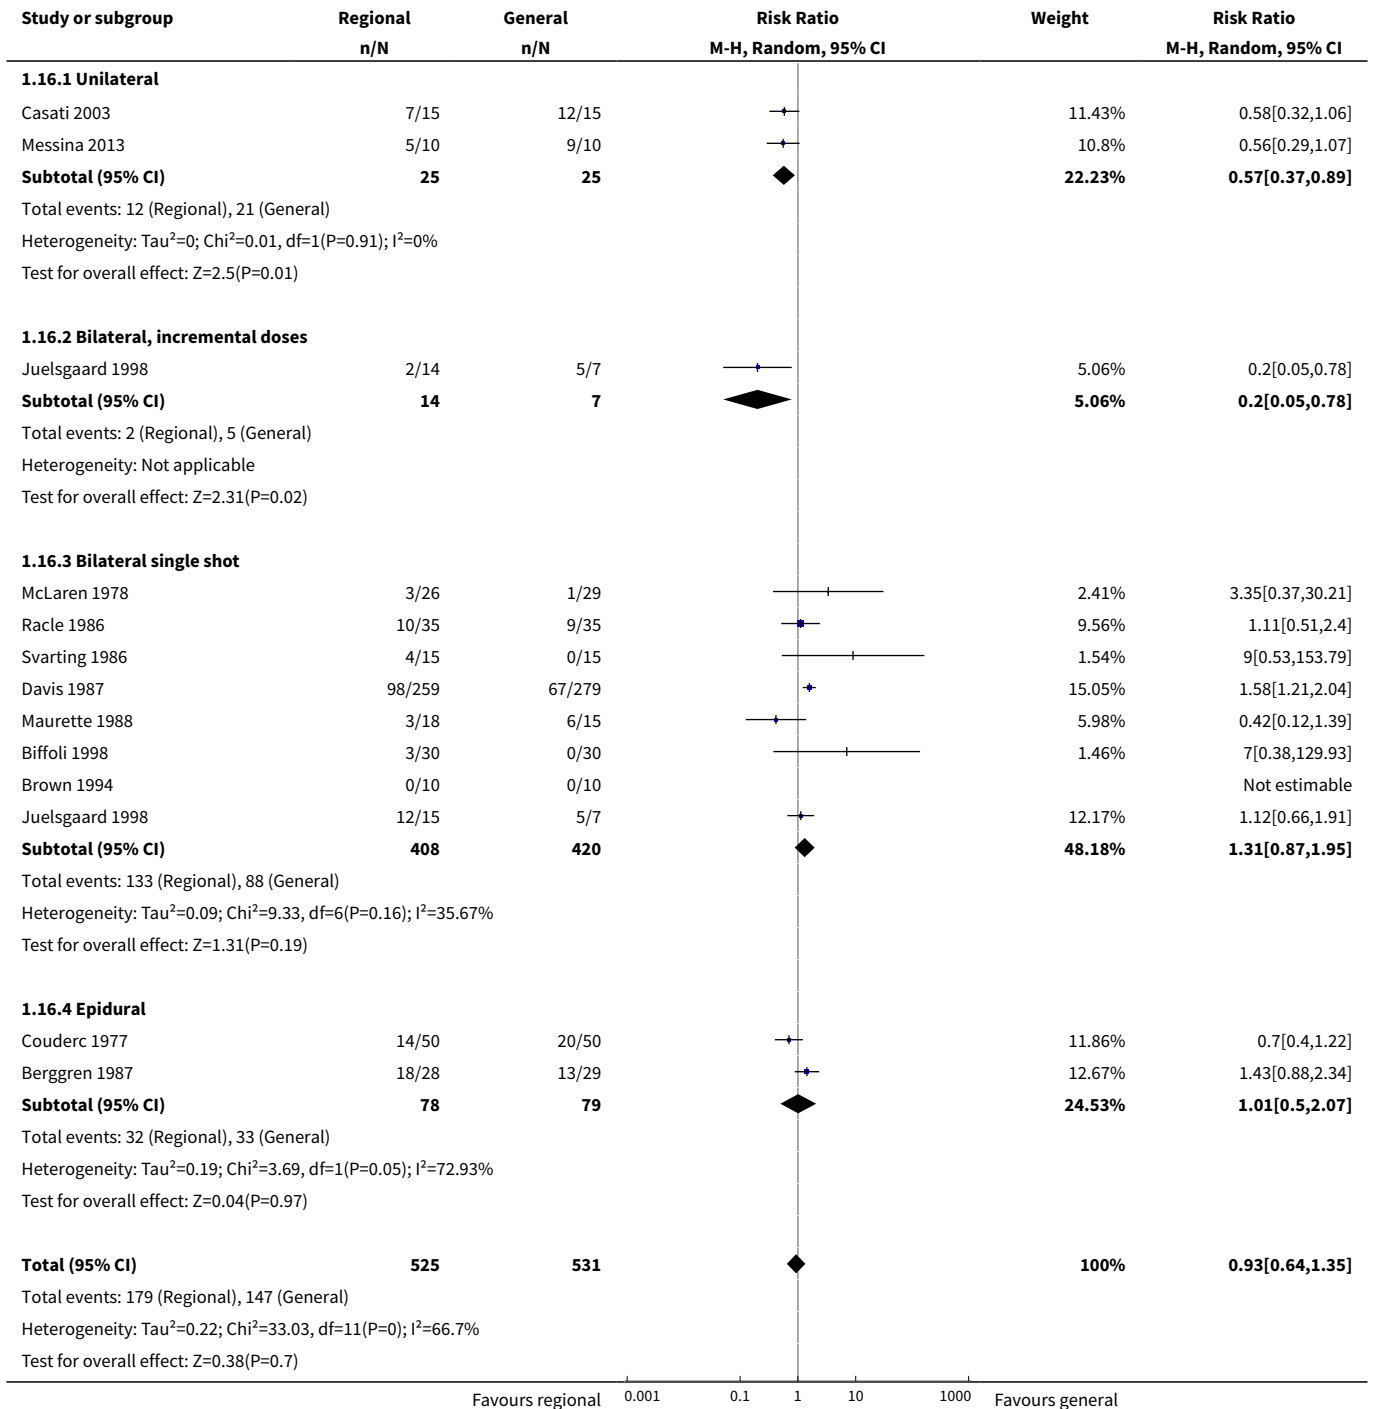 Study or subgroup Regional General Risk Ratio Weight Risk Ratio
n/N n/N M-H, Random, 95% CI M-H, Random, 95% CI
1.16.1 Unilateral
Casati 2003 7/15 12/15 11.43% 0.58[0.32,1.06]
Messina 2013 5/10 9/10 10.8% 0.56[0.29,1.07]
Subtotal (95% CI) 25 25 22.23% 0.57[0.37,0.89]
Total events: 12 (Regional), 21 (General)
Heterogeneity: Tau²=0; Chi²=0.01, df=1(P=0.91); I²=0%
Test for overall effect: Z=2.5(P=0.01)
1.16.2 Bilateral, incremental doses
Juelsgaard 1998 2/14 5/7 5.06% 0.2[0.05,0.78]
Subtotal (95% CI) 14 7 5.06% 0.2[0.05,0.78]
Total events: 2 (Regional), 5 (General)
Heterogeneity: Not applicable
Test for overall effect: Z=2.31(P=0.02)
1.16.3 Bilateral single shot
McLaren 1978 3/26 1/29 2.41% 3.35[0.37,30.21]
Racle 1986 10/35 9/35 9.56% 1.11[0.51,2.4]
Svarting 1986 4/15 0/15 1.54% 9[0.53,153.79]
Davis 1987 98/259 67/279 15.05% 1.58[1.21,2.04]
Maurette 1988 3/18 6/15 5.98% 0.42[0.12,1.39]
Biffoli 1998 3/30 0/30 1.46% 7[0.38,129.93]
Brown 1994 0/10 0/10 Not estimable
Juelsgaard 1998 12/15 5/7 12.17% 1.12[0.66,1.91]
Subtotal (95% CI) 408 420 48.18% 1.31[0.87,1.95]
Total events: 133 (Regional), 88 (General)
Heterogeneity: Tau²=0.09; Chi²=9.33, df=6(P=0.16); I²=35.67%
Test for overall effect: Z=1.31(P=0.19)
1.16.4 Epidural
Couderc 1977 14/50 20/50 11.86% 0.7[0.4,1.22]
Berggren 1987 18/28 13/29 12.67% 1.43[0.88,2.34]
Subtotal (95% CI) 78 79 24.53% 1.01[0.5,2.07]
Total events: 32 (Regional), 33 (General)
Heterogeneity: Tau²=0.19; Chi²=3.69, df=1(P=0.05); I²=72.93%
Test for overall effect: Z=0.04(P=0.97)
Total (95% CI) 525 531 100% 0.93[0.64,1.35]
Total events: 179 (Regional), 147 (General)
Heterogeneity: Tau²=0.22; Chi²=33.03, df=11(P=0); I²=66.7%
Test for overall effect: Z=0.38(P=0.7)
Favours regional 0.001 0.1 1 10 1000 Favours general